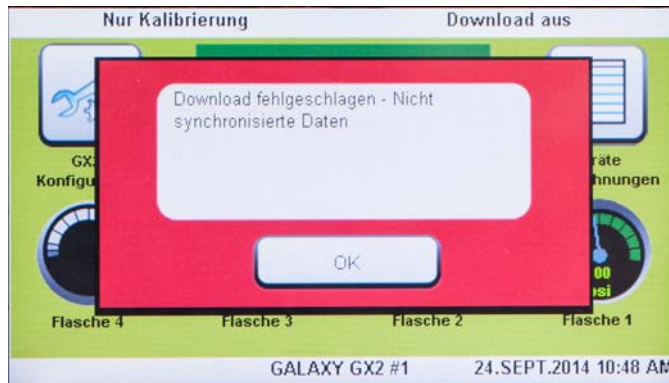 Nur Kalibrierung
Download aus
Download fehlgeschlagen - Nicht
synchronisierte Daten
OK
Flasche 4
Flasche 3
Flasche 2
Flasche 1
GALAXY GX2 #1
24.SEPT.2014 10:48 AM